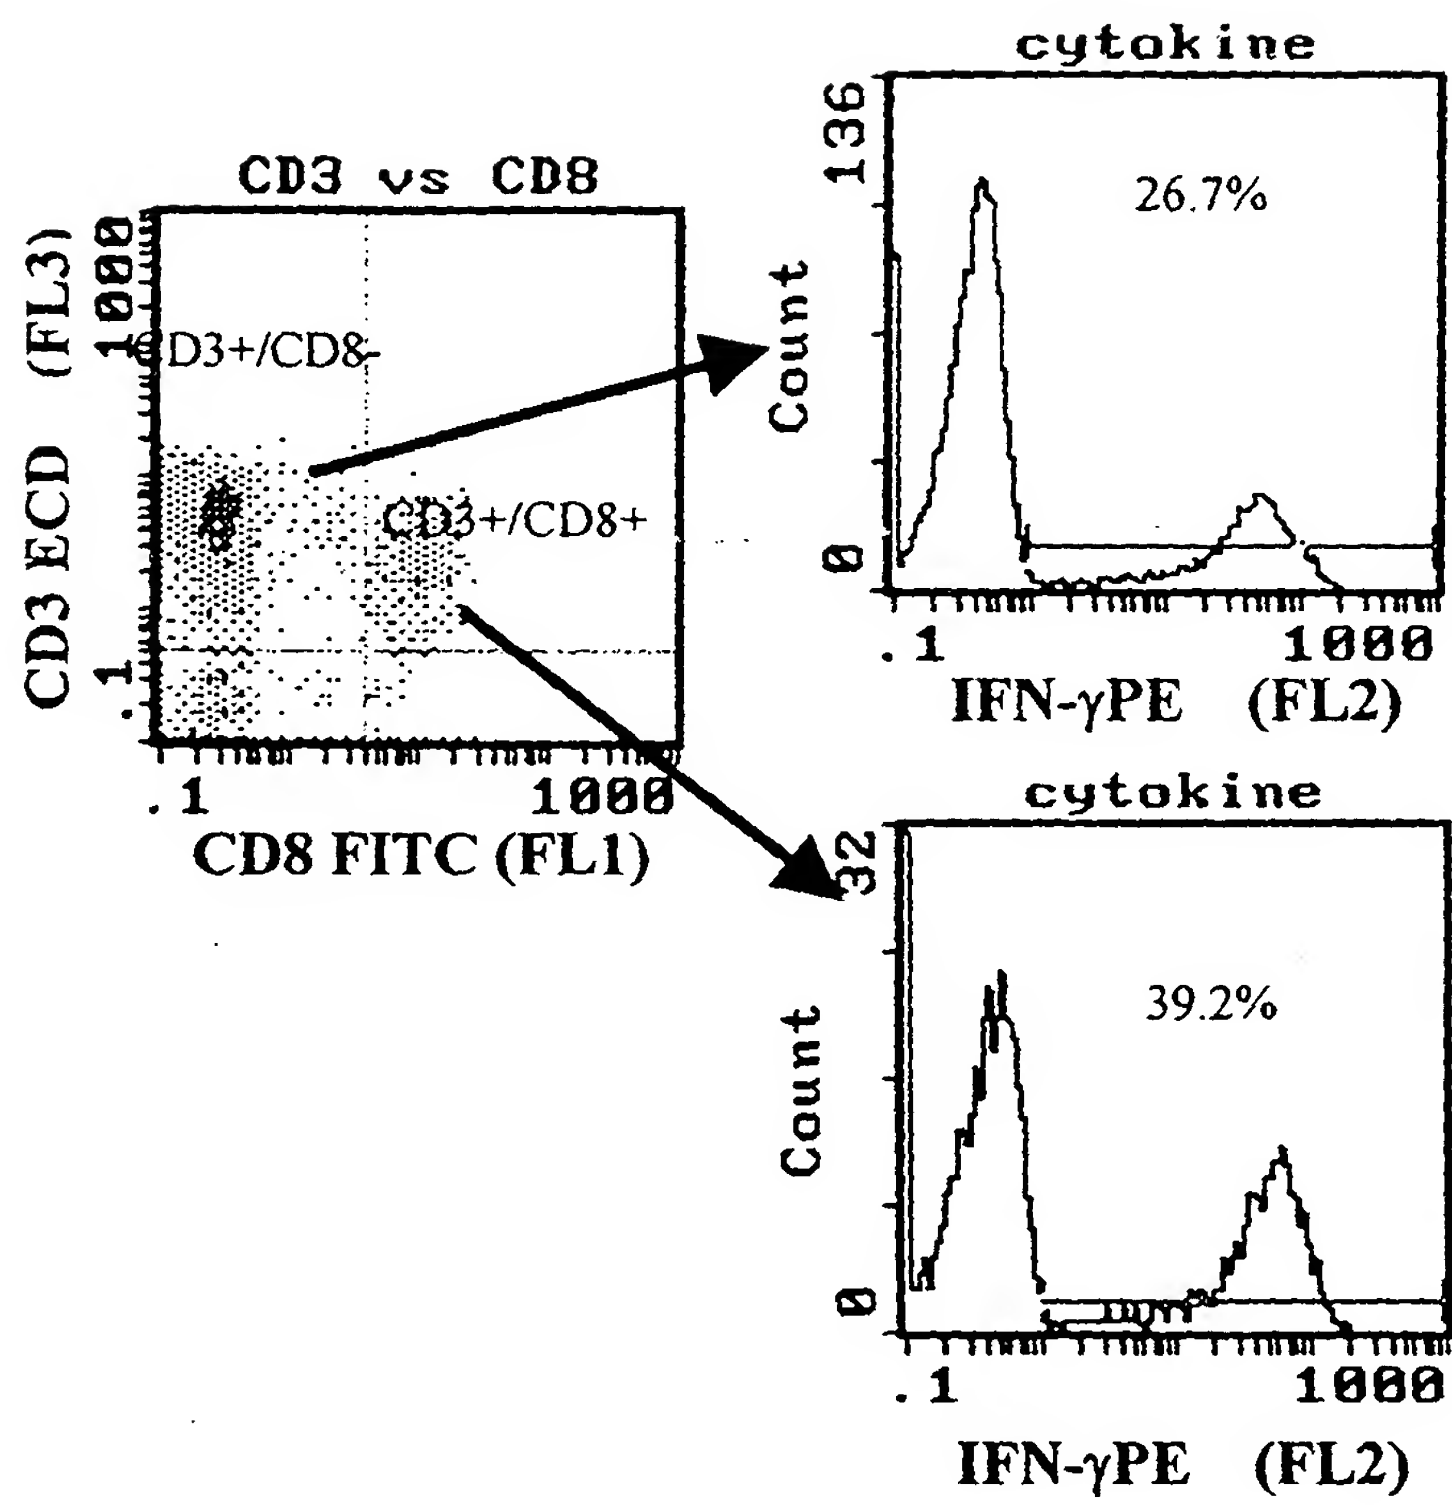 CD3 vs CD8
CD3 ECD (FL3)
1000
.1
CD3+/CD8-
CD3+/CD8+
.1 1000
CD8 FITC (FL1)
cytokine
136
Count
0
26.7%
.1 1000
IFN-γPE (FL2)
cytokine
32
Count
0
39.2%
.1 1000
IFN-γPE (FL2)